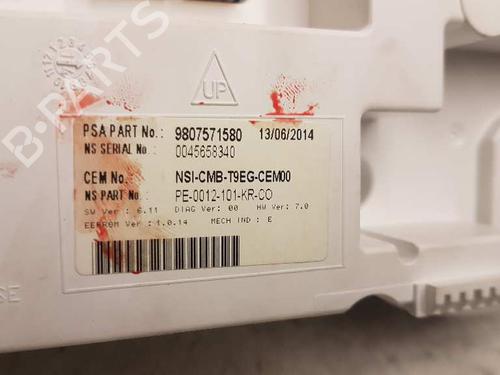 B-PARTS
UP
PSA PART No.: 9807571580 13/06/2014
NS SERIAL No: 0045658340
CEM No.: NSI-CMB-T9EG-CEM00
NS PART No.: PE-0012-101-KR-CO
SW Ver : 6.11 DIAG Ver: 00 HW Ver: 7.0
EEPROM Ver : 1.0.14 MECH IND : E